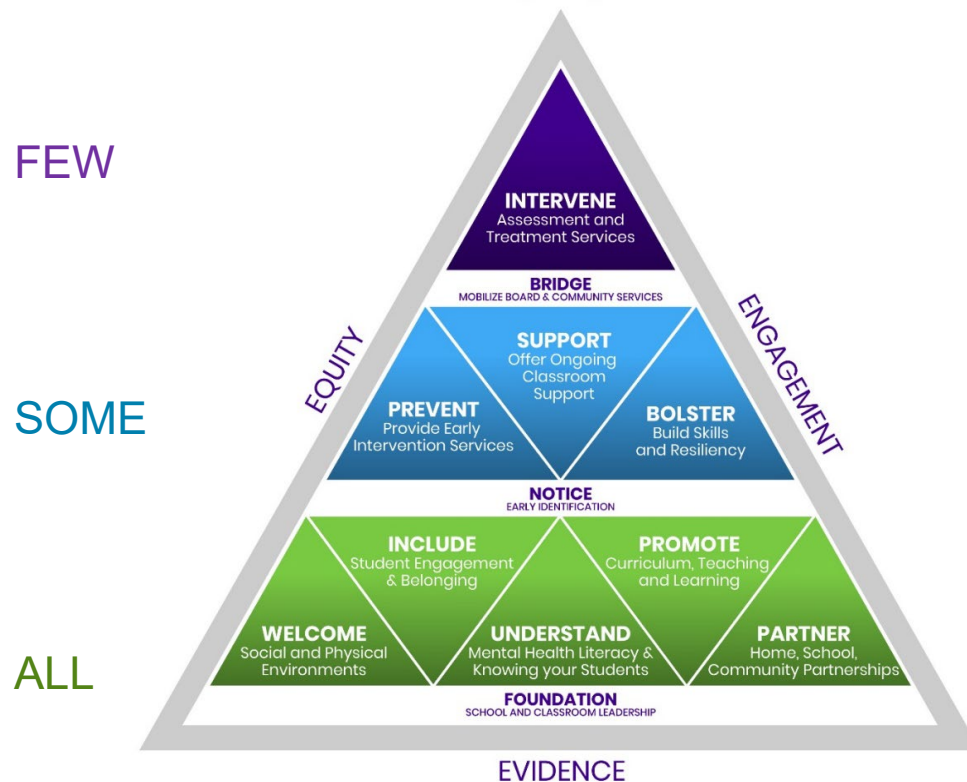 FEW
INTERVENE
Assessment and
Treatment Services
BRIDGE
MOBILIZE BOARD & COMMUNITY SERVICES
EQUITY
ENGAGEMENT
SOME
SUPPORT
Offer Ongoing
Classroom
Support
PREVENT
Provide Early
Intervention Services
BOLSTER
Build Skills
and Resiliency
NOTICE
EARLY IDENTIFICATION
INCLUDE
Student Engagement
& Belonging
PROMOTE
Curriculum, Teaching
and Learning
ALL
WELCOME
Social and Physical
Environments
UNDERSTAND
Mental Health Literacy &
Knowing your Students
PARTNER
Home, School,
Community Partnerships
FOUNDATION
SCHOOL AND CLASSROOM LEADERSHIP
EVIDENCE